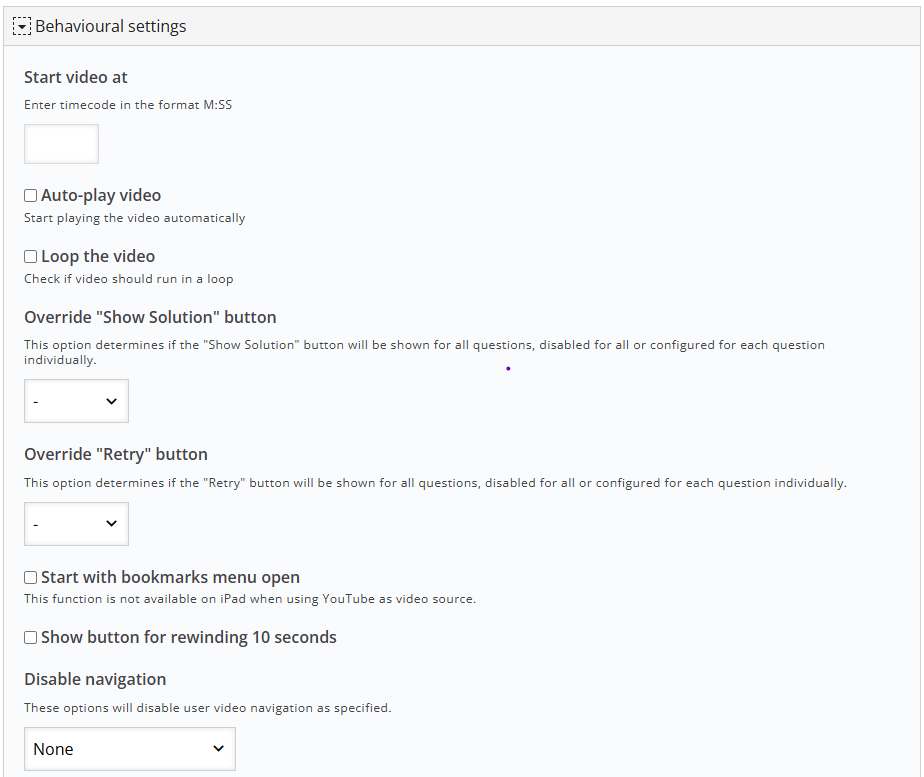 Behavioural settings
Start video at
Enter timecode in the format M:SS
Auto-play video
Start playing the video automatically
Loop the video
Check if video should run in a loop
Override "Show Solution" button
This option determines if the "Show Solution" button will be shown for all questions, disabled for all or configured for each question
individually.
-
Override "Retry" button
This option determines if the "Retry" button will be shown for all questions, disabled for all or configured for each question individually.
-
Start with bookmarks menu open
This function is not available on iPad when using YouTube as video source.
Show button for rewinding 10 seconds
Disable navigation
These options will disable user video navigation as specified.
None